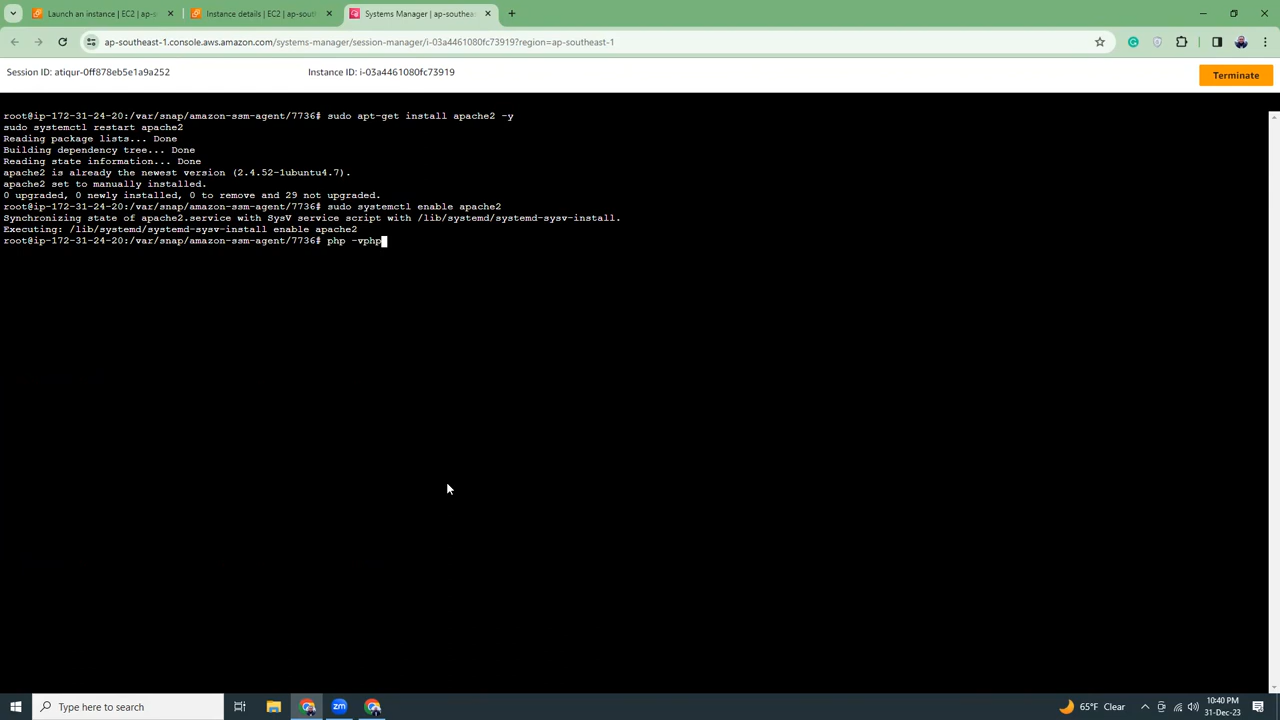 Launch an instance | EC2 | ap-s
Instance details | EC2 | ap-south
Systems Manager | ap-southeas
ap-southeast-1.console.aws.amazon.com/systems-manager/session-manager/i-03a4461080fc73919?region=ap-southeast-1
Session ID: atiqur-0ff878eb5e1a9a252
Instance ID: i-03a4461080fc73919
Terminate
root@ip-172-31-24-20:/var/snap/amazon-ssm-agent/7736# sudo apt-get install apache2 -y
sudo systemctl restart apache2
Reading package lists... Done
Building dependency tree... Done
Reading state information... Done
apache2 is already the newest version (2.4.52-1ubuntu4.7).
apache2 set to manually installed.
0 upgraded, 0 newly installed, 0 to remove and 29 not upgraded.
root@ip-172-31-24-20:/var/snap/amazon-ssm-agent/7736# sudo systemctl enable apache2
Synchronizing state of apache2.service with SysV service script with /lib/systemd/systemd-sysv-install.
Executing: /lib/systemd/systemd-sysv-install enable apache2
root@ip-172-31-24-20:/var/snap/amazon-ssm-agent/7736# php -vphp
Type here to search
zm
65°F Clear
10:40 PM
31-Dec-23